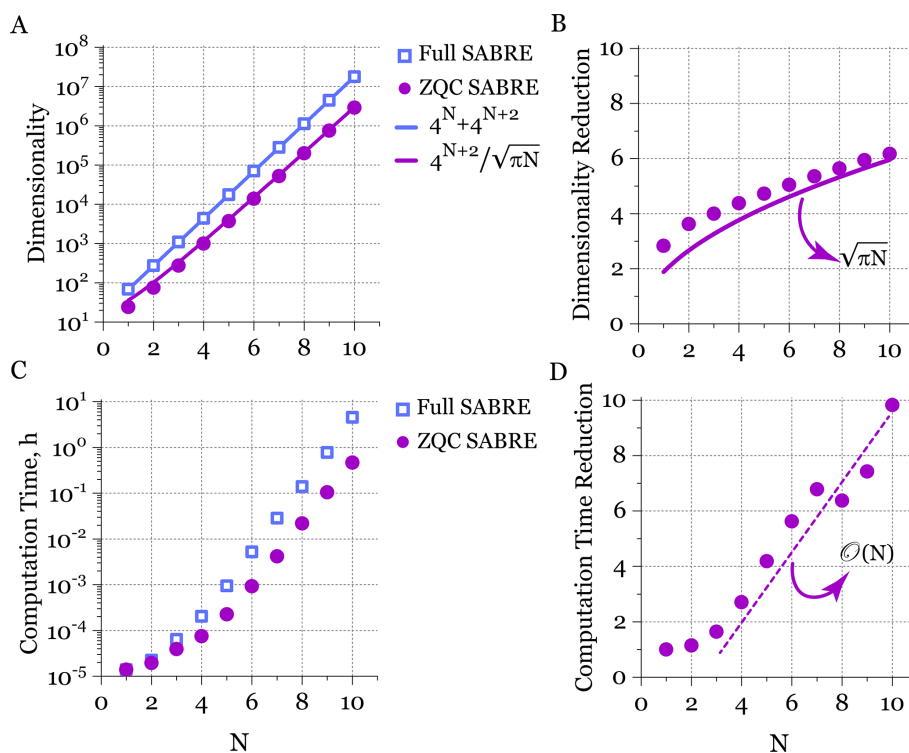 A
Dimensionality
10^8
10^7
10^6
10^5
10^4
10^3
10^2
10^1
0 2 4 6 8 10
Full SABRE
ZQC SABRE
4^N+4^{N+2}
4^{N+2}/√πN
B
Dimensionality Reduction
10
8
6
4
2
0
0 2 4 6 8 10
√πN
C
Computation Time, h
10^1
10^0
10^-1
10^-2
10^-3
10^-4
10^-5
0 2 4 6 8 10
N
Full SABRE
ZQC SABRE
D
Computation Time Reduction
10
8
6
4
2
0
0 2 4 6 8 10
N
𝒪(N)